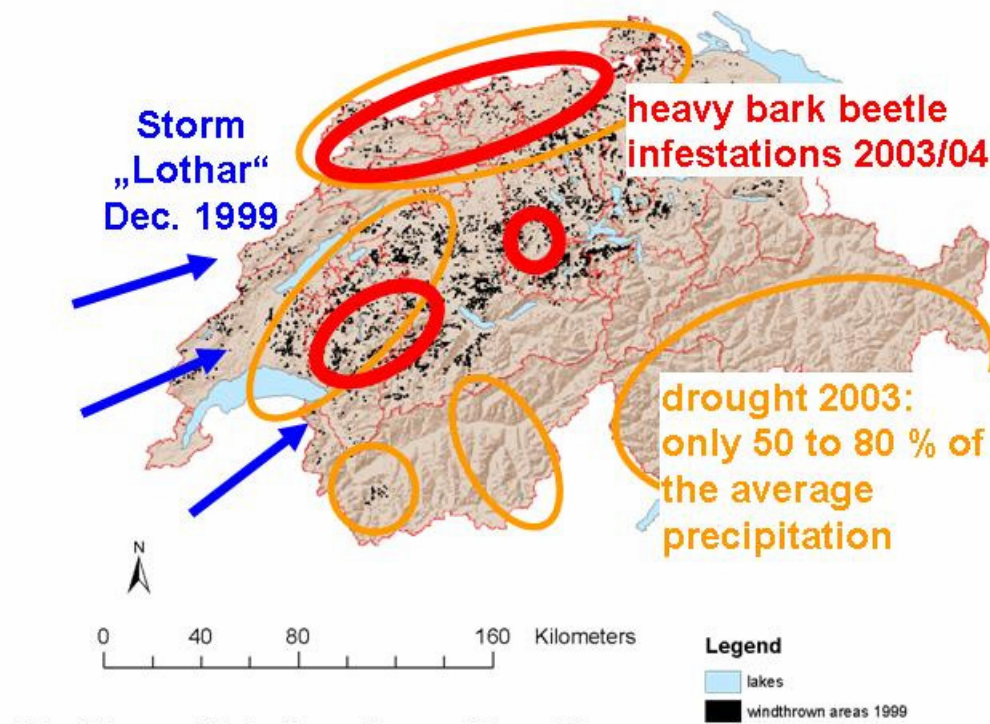 Storm
„Lothar“
Dec. 1999
heavy bark beetle
infestations 2003/04
drought 2003:
only 50 to 80 % of
the average
precipitation
N
0 40 80 160 Kilometers
Legend
lakes
windthrown areas 1999